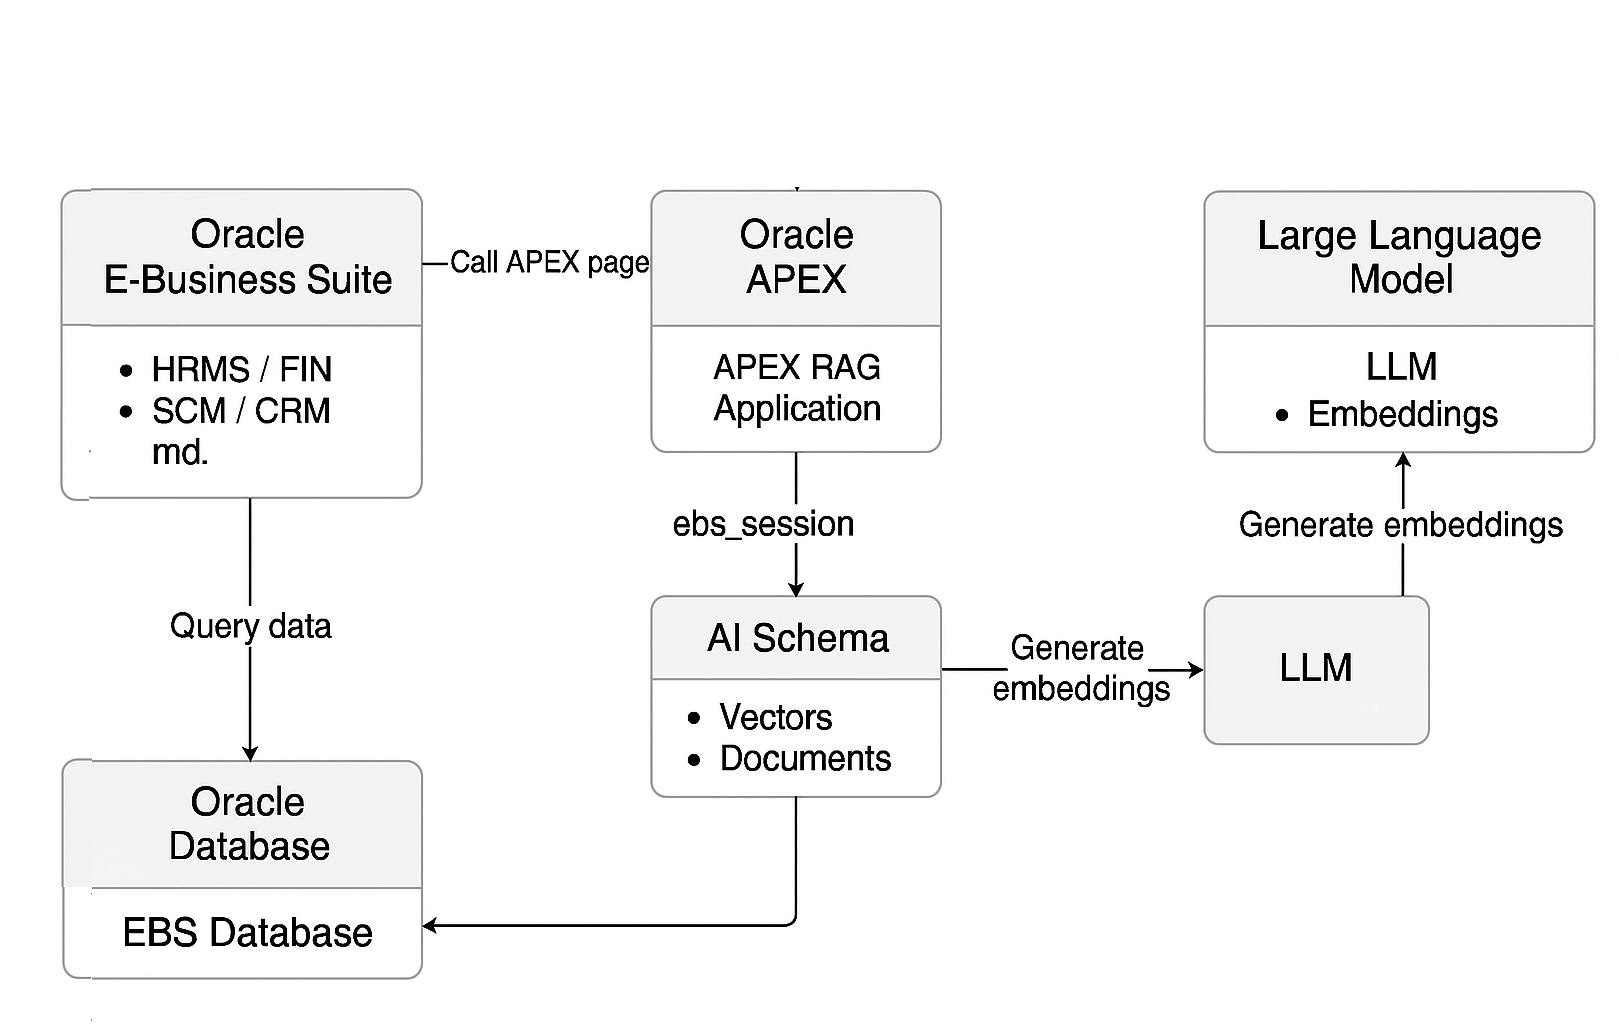 Oracle
E-Business Suite
• HRMS / FIN
• SCM / CRM
md.
Call APEX page
Oracle
APEX
APEX RAG
Application
Large Language
Model
LLM
• Embeddings
ebs_session
Generate embeddings
Query data
AI Schema
• Vectors
• Documents
Generate
embeddings
LLM
Oracle
Database
EBS Database